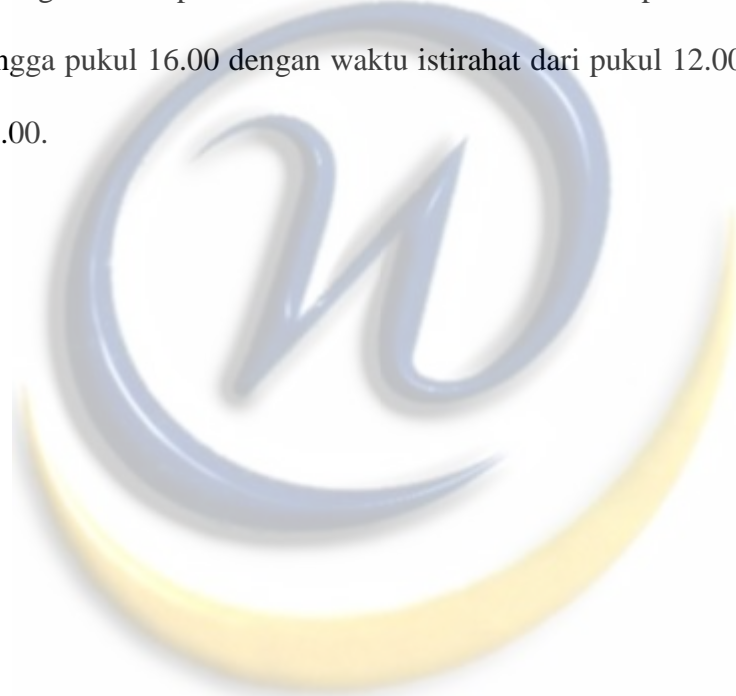 ngga pukul 16.00 dengan waktu istirahat dari pukul 12.00
.00.